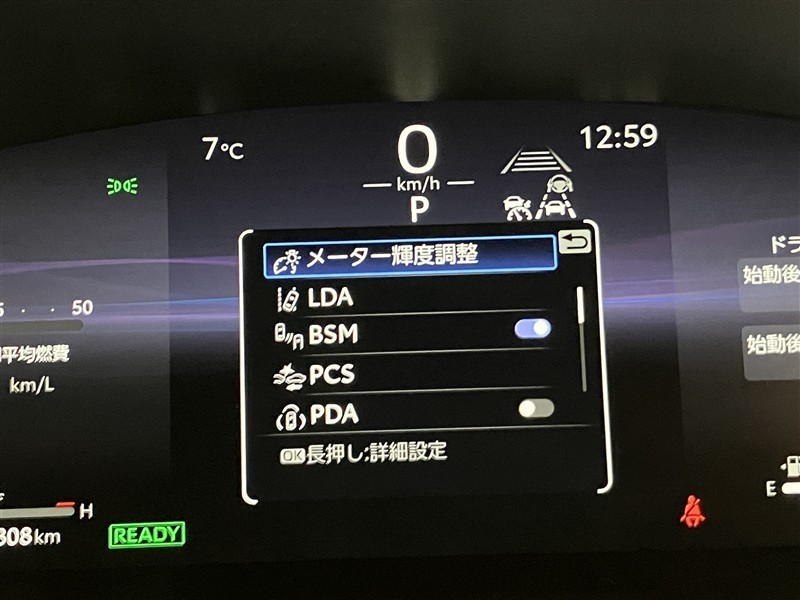 7℃
0
km/h
P
12:59
メーター輝度調整
LDA
BSM
PCS
PDA
OK長押し:詳細設定
50
平均燃費
km/L
H
308km
READY
ドラ
始動後
始動後
E